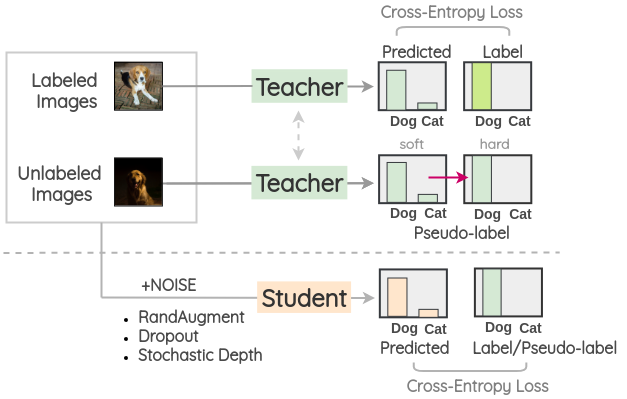 Cross-Entropy Loss
Predicted
Label
Labeled
Images
Teacher
Dog Cat
Dog Cat
soft
hard
Unlabeled
Images
Teacher
Dog Cat
Dog Cat
Pseudo-label
+NOISE
Student
• RandAugment
• Dropout
• Stochastic Depth
Dog Cat
Dog Cat
Predicted
Label/Pseudo-label
Cross-Entropy Loss